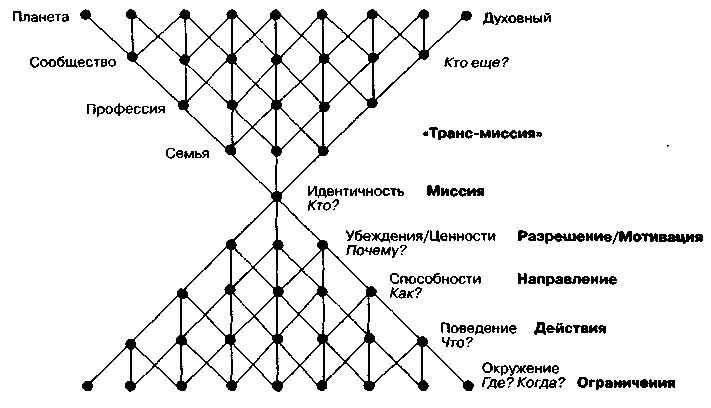 Планета
Духовный
Сообщество
Кто еще?
Профессия
«Транс-миссия»
Семья
Идентичность Миссия
Кто?
Убеждения/Ценности Разрешение/Мотивация
Почему?
Способности Направление
Как?
Поведение Действия
Что?
Окружение
Где? Когда? Ограничения